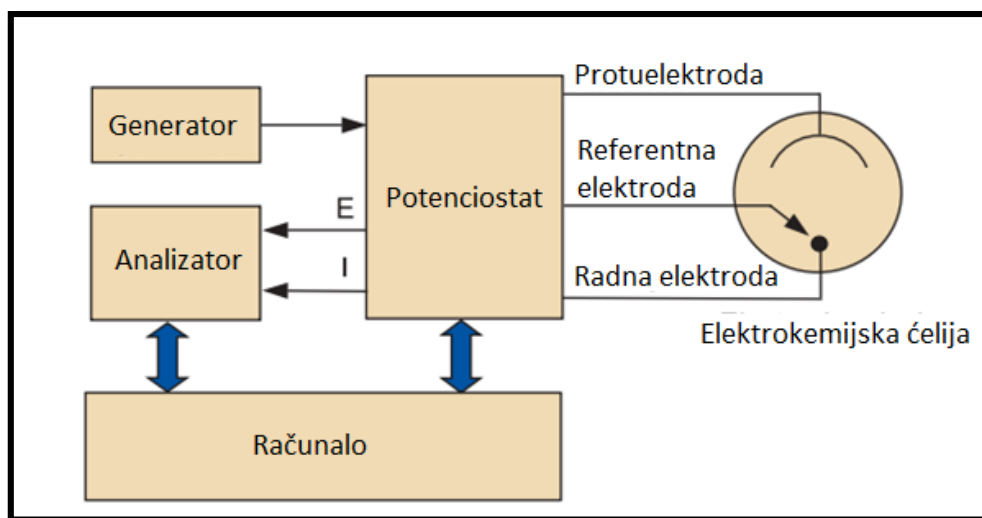 Protuelektroda
Generator
Referentna
elektroda
Potenciostat
E
Analizator
I
Radna elektroda
Elektrokemijska ćelija
Računalo